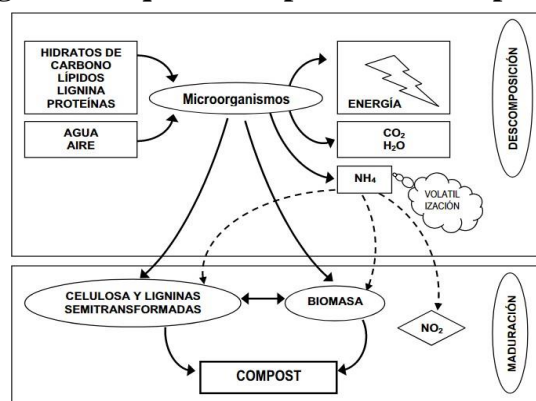 HIDRATOS DE
CARBONO
LÍPIDOS
LIGNINA
PROTEÍNAS
AGUA
AIRE
Microorganismos
ENERGÍA
CO₂
H₂O
NH₄
VOLATIL
IZACIÓN
DESCOMPOSICIÓN
CELULOSA Y LIGNINAS
SEMITRANSFORMADAS
BIOMASA
NO₂
COMPOST
MADURACIÓN